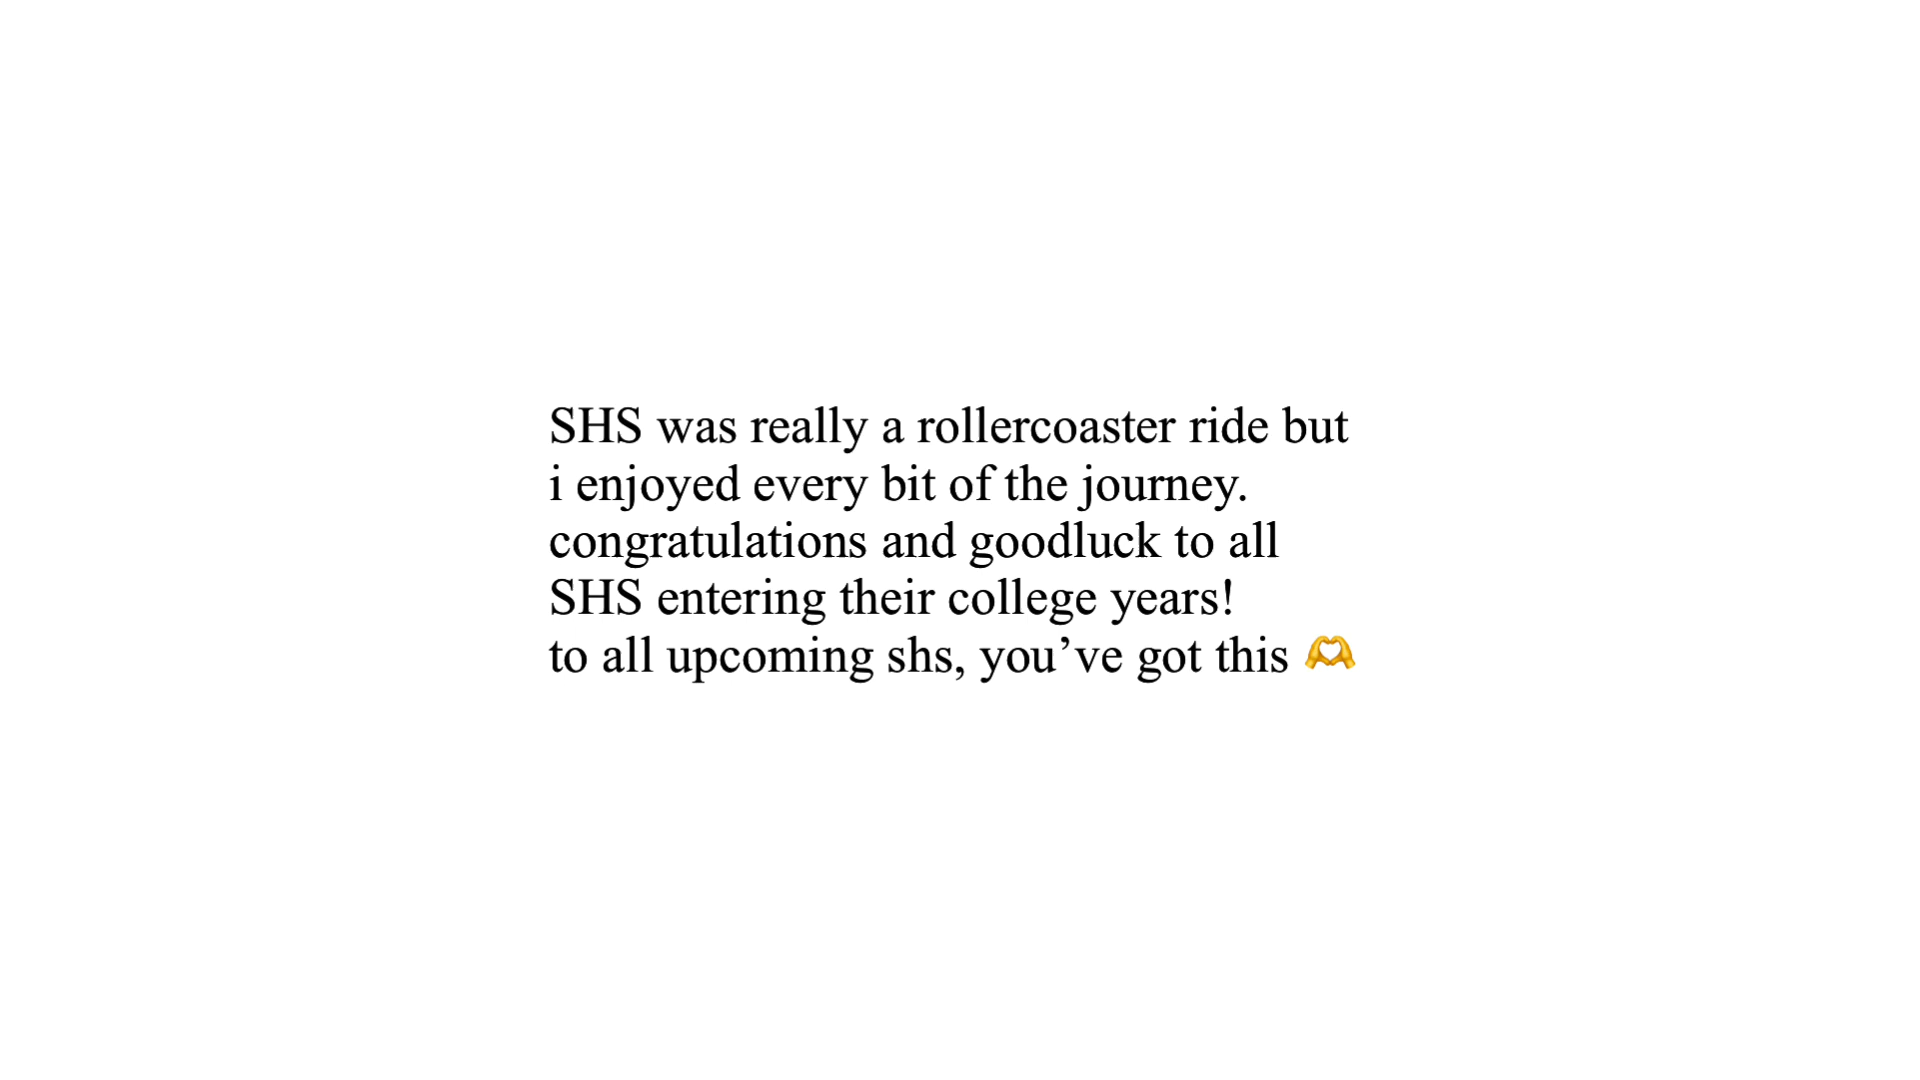 SHS was really a rollercoaster ride but
i enjoyed every bit of the journey.
congratulations and goodluck to all
SHS entering their college years!
to all upcoming shs, you’ve got this 🫶